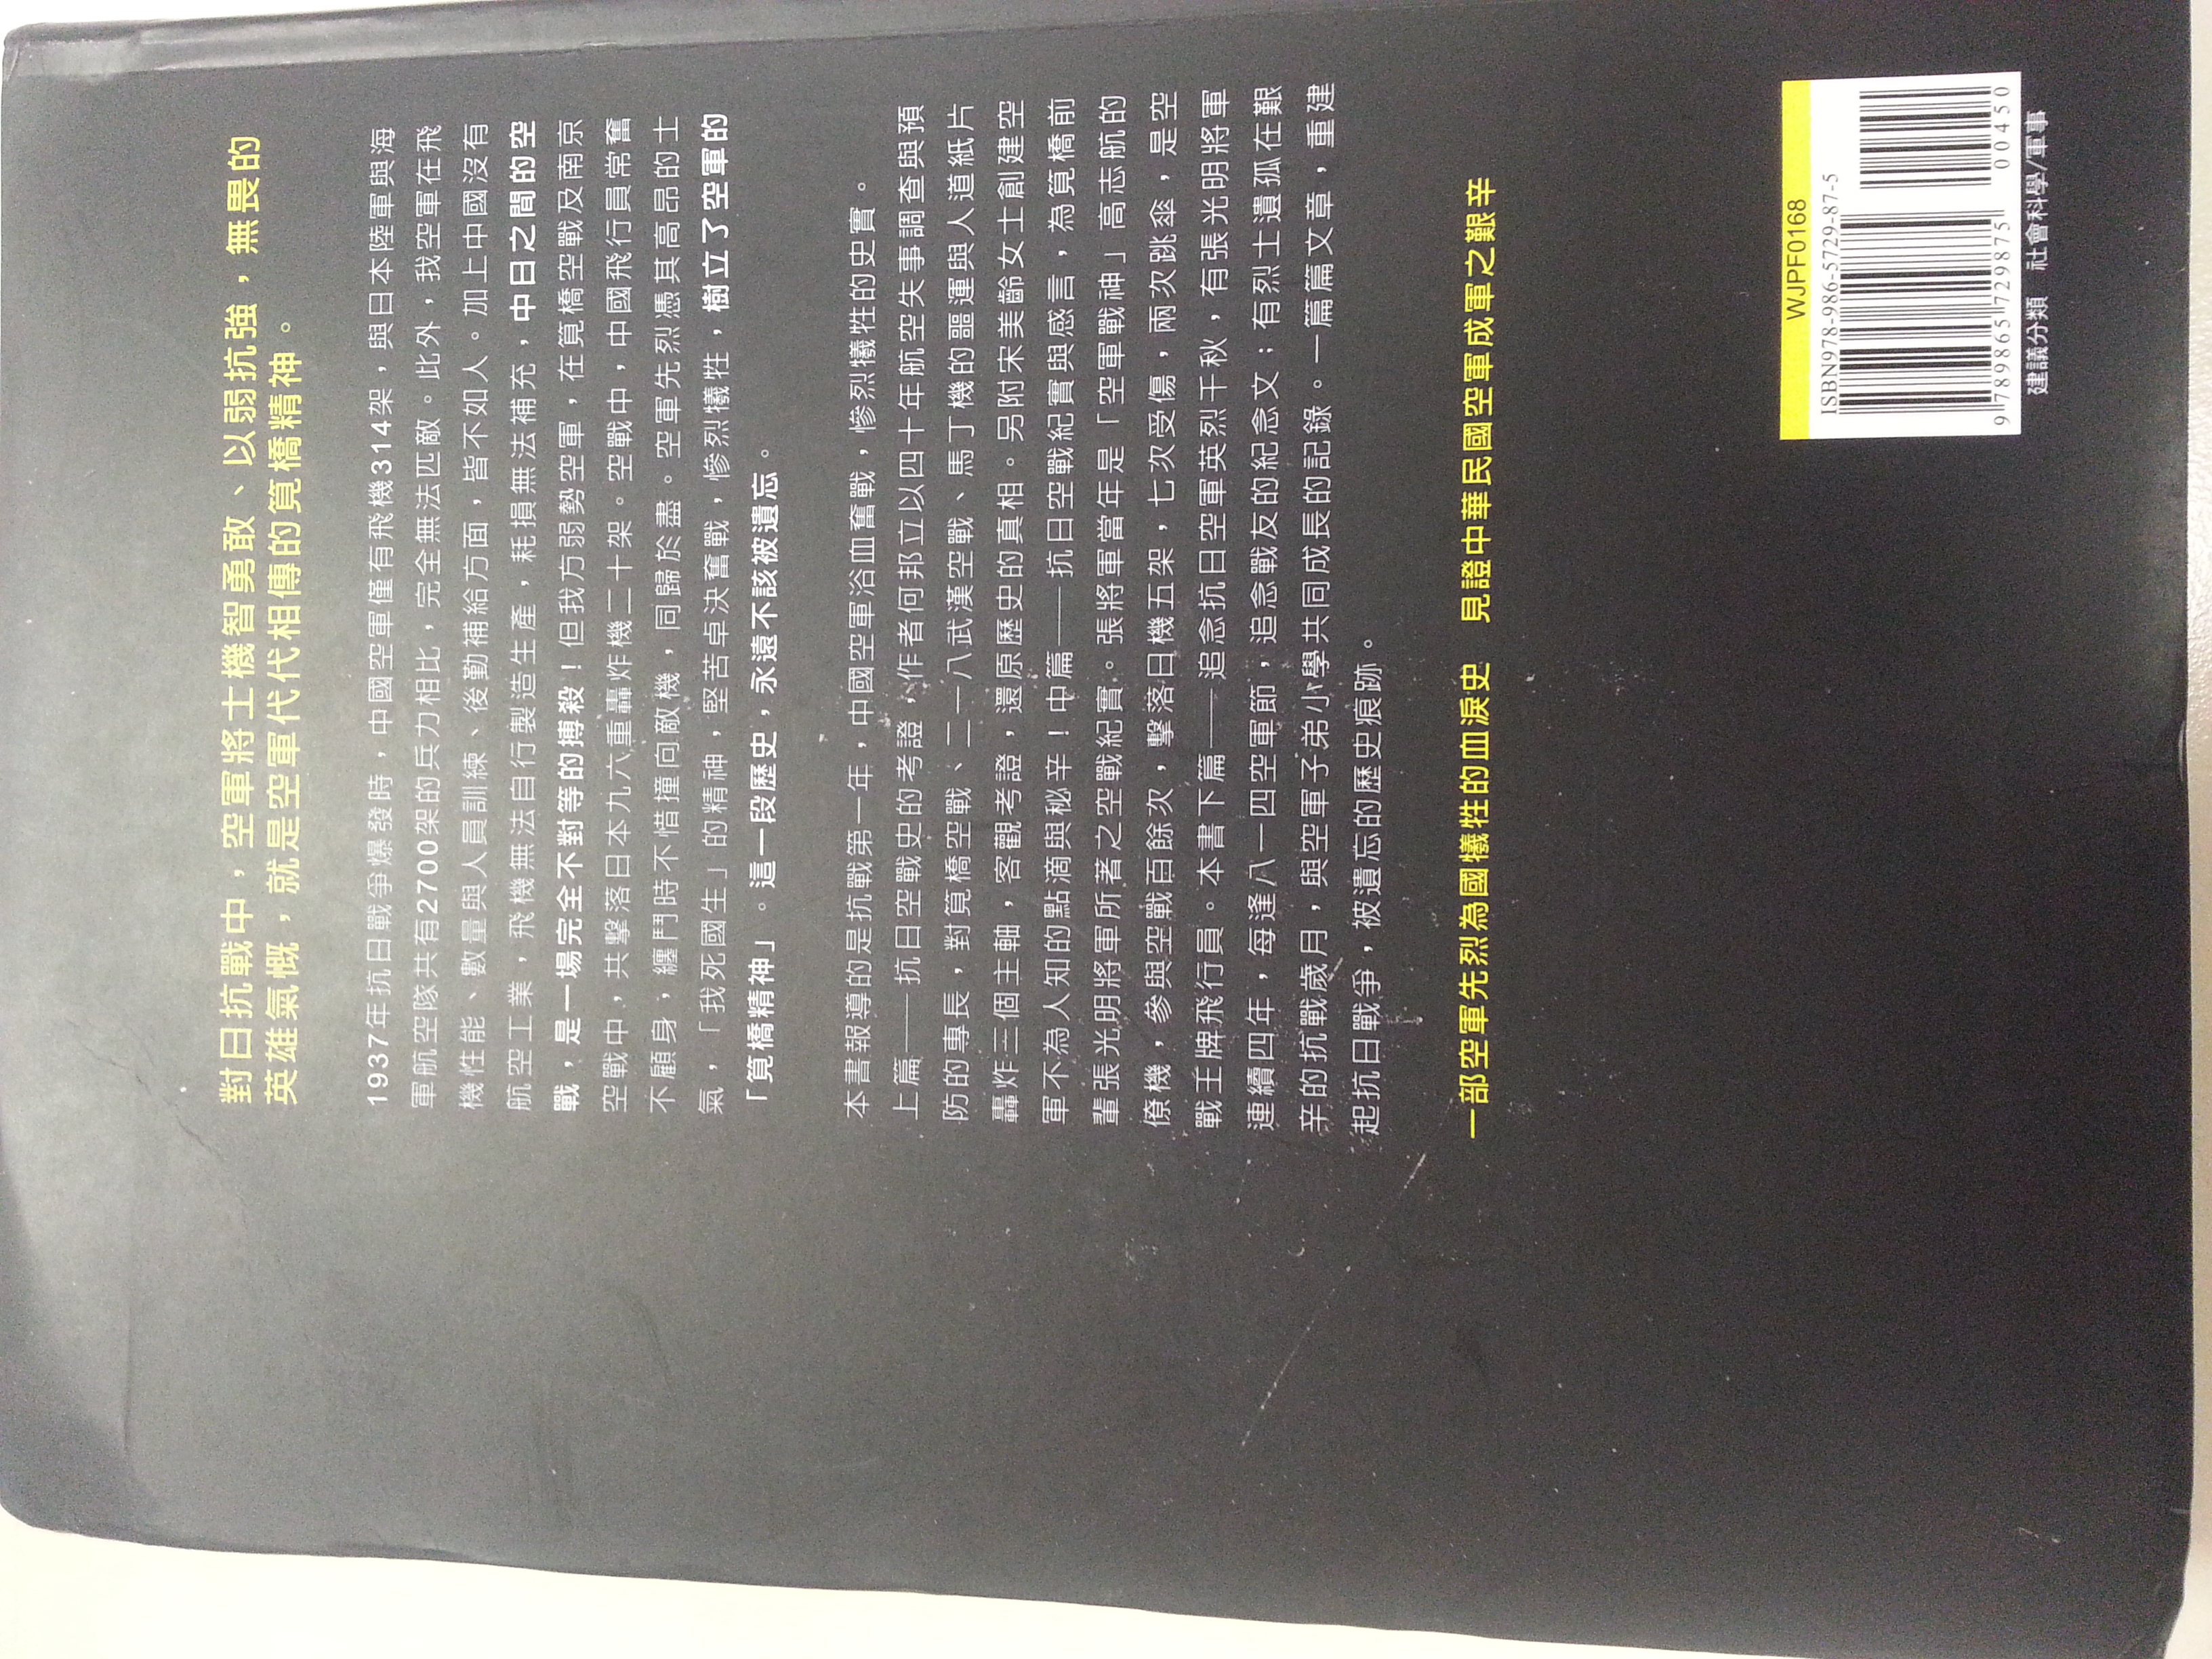 對日抗戰中，空軍將士機智勇敢、以弱抗強，無畏的
英雄氣慨，就是空軍代代相傳的筧橋精神。
1937年抗日戰爭爆發時，中國空軍僅有飛機314架，與日本陸軍與海
軍航空隊共有2700架的兵力相比，完全無法匹敵。此外，我空軍在飛
機性能、數量與人員訓練、後勤補給方面，皆不如人。加上中國沒有
航空工業，飛機無法自行製造生產，耗損無法補充，中日之間的空
戰，是一場完全不對等的搏殺！但我方弱勢空軍，在筧橋空戰及南京
空戰中，共擊落日本九六重轟炸機二十架。空戰中，中國飛行員常奮
不顧身，纏鬥時不惜撞向敵機，同歸於盡。空軍先烈憑其高昂的士
氣，「我死國生」的精神，堅苦卓決奮戰，慘烈犧牲，樹立了空軍的
「筧橋精神」。這一段歷史，永遠不該被遺忘。
本書報導的是抗戰第一年，中國空軍浴血奮戰，慘烈犧牲的史實。
上篇——抗日空戰史的考證，作者何邦立以四十年航空失事調查與預
防的專長，對筧橋空戰、二一八武漢空戰、馬丁機的噩運與人道紙片
轟炸三個主軸，客觀考證，還原歷史的真相。另附宋美齡女士創建空
軍不為人知的點滴與秘辛！中篇——抗日空戰紀實與感言，為筧橋前
輩張光明將軍所著之空戰紀實。張將軍當年是「空軍戰神」高志航的
僚機，參與空戰百餘次，擊落日機五架，七次受傷，兩次跳傘，是空
戰王牌飛行員。本書下篇——追念抗日空軍英烈千秋，有張光明將軍
連續四年，每逢八一四空軍節，追念戰友的紀念文；有烈士遺孤在艱
辛的抗戰歲月，與空軍子弟小學共同成長的記錄。一篇篇文章，重建
起抗日戰爭，被遺忘的歷史痕跡。
一部空軍先烈為國犧牲的血淚史　見證中華民國空軍成軍之艱辛
WJPF0168
ISBN978-986-5729-87-5
9 789865 729875 00450
建議分類　社會科學/軍事